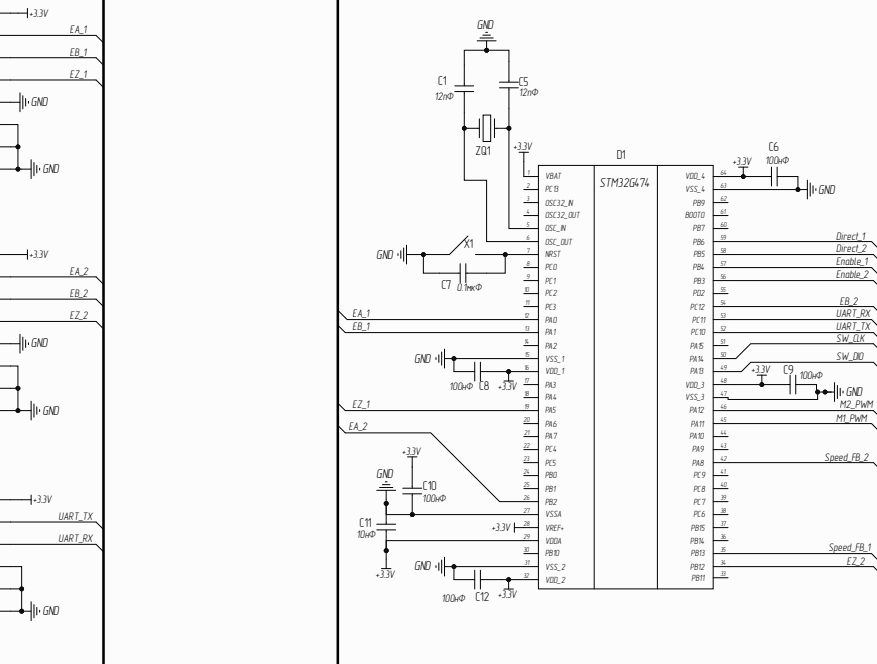 +3.3V
EA_1
EB_1
EZ_1
GND
GND
+3.3V
EA_2
EB_2
EZ_2
GND
GND
+3.3V
UART_TX
UART_RX
GND
GND
C1
12пФ
C5
12пФ
ZQ1
+3.3V
D1
STM32G474
+3.3V
C6
100нФ
GND
1 VBAT
2 PC13
3 OSC32_IN
4 OSC32_OUT
5 OSC_IN
6 OSC_OUT
7 NRST
8 PC0
9 PC1
10 PC2
11 PC3
12 PA0
13 PA1
14 PA2
15 VSS_1
16 VDD_1
17 PA3
18 PA4
19 PA5
20 PA6
21 PA7
22 PC4
23 PC5
24 PB0
25 PB1
26 PB2
27 VSSA
28 VREF+
29 VDDA
30 PB10
31 VSS_2
32 VDD_2
VDD_4 64
VSS_4 63
PB9 62
BOOT0 61
PB7 60
PB6 59
PB5 58
PB4 57
PB3 56
PD2 55
PC12 54
PC11 53
PC10 52
PA15 51
PA14 50
PA13 49
VDD_3 48
VSS_3 47
PA12 46
PA11 45
PA10 44
PA9 43
PA8 42
PC9 41
PC8 40
PC7 39
PC6 38
PB15 37
PB14 36
PB13 35
PB12 34
PB11 33
GND
X1
C7 0.1мкФ
EA_1
EB_1
GND
100нФ C8 +3.3V
EZ_1
EA_2
+3.3V
GND
C10
100нФ
C11
10нФ
+3.3V
+3.3V
GND
100нФ C12 +3.3V
Direct_1
Direct_2
Enable_1
Enable_2
EB_2
UART_RX
UART_TX
SW_CLK
SW_DIO
+3.3V
C9 100нФ
GND
M2_PWM
M1_PWM
Speed_FB_2
Speed_FB_1
EZ_2